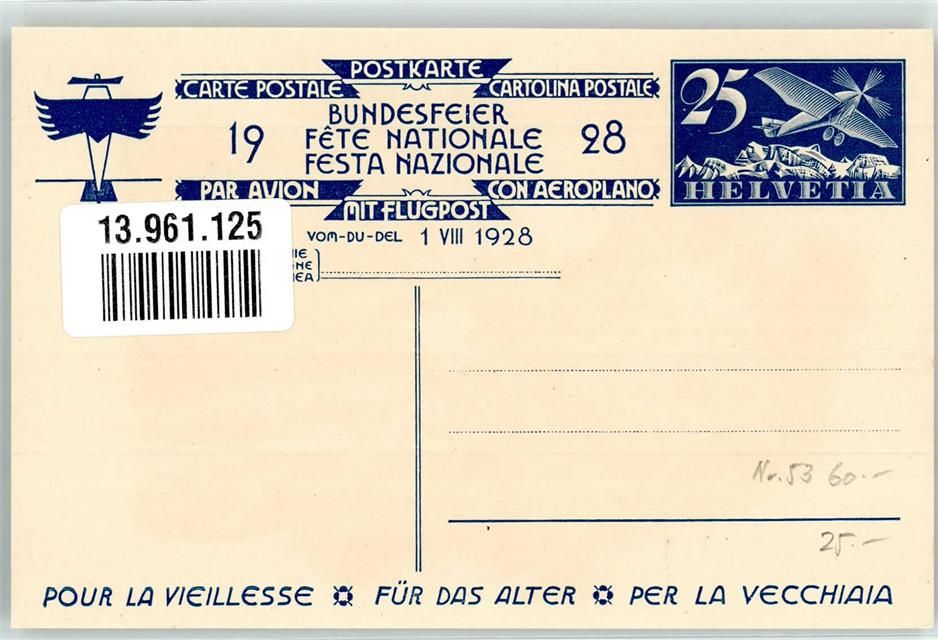 POSTKARTE
CARTE POSTALE CARTOLINA POSTALE
BUNDESFEIER
19 FÊTE NATIONALE 28
FESTA NAZIONALE
PAR AVION CON AEROPLANO
MIT FLUGPOST
VOM-DU-DEL 1 VIII 1928
25
HELVETIA
13.961.125
Nr. 53 60.-
25.-
POUR LA VIEILLESSE FÜR DAS ALTER PER LA VECCHIAIA